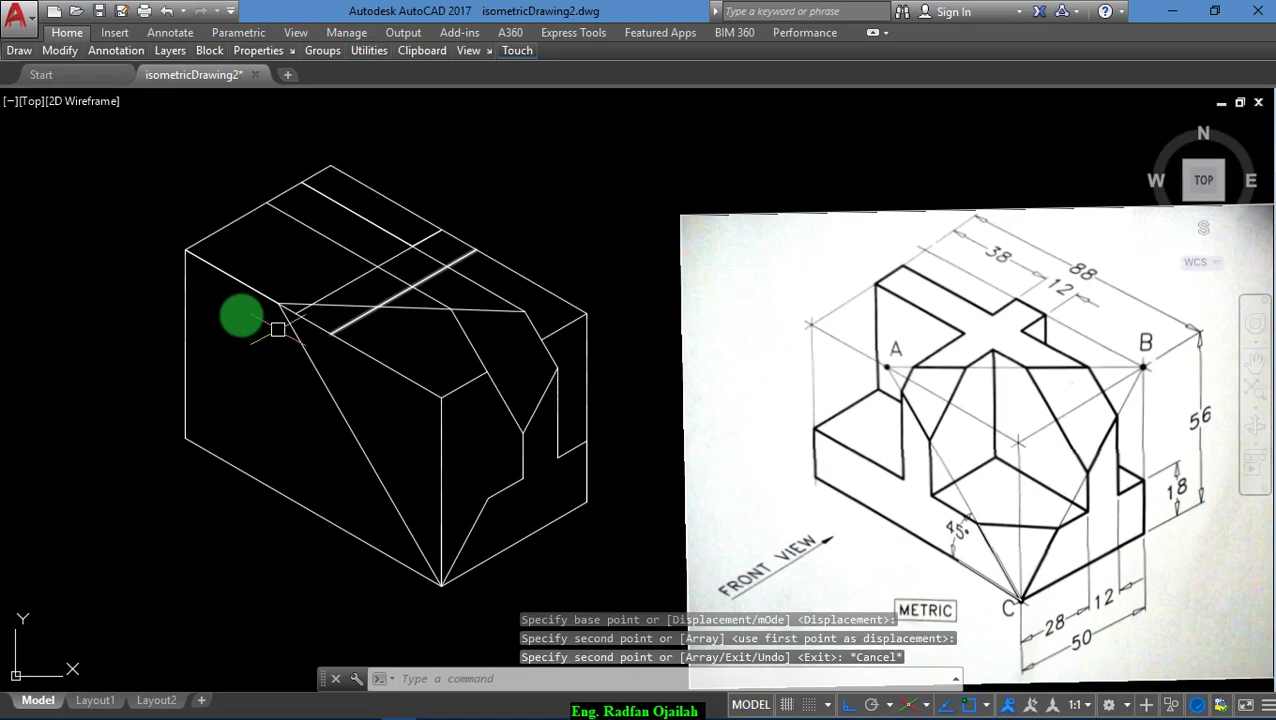 Autodesk AutoCAD 2017 isometricDrawing2.dwg
Type a keyword or phrase
Sign In
Home Insert Annotate Parametric View Manage Output Add-ins A360 Express Tools Featured Apps BIM 360 Performance
Draw Modify Annotation Layers Block Properties Groups Utilities Clipboard View Touch
Start isometricDrawing2*
[−][Top][2D Wireframe]
N
W TOP E
S
WCS
38
88
12
A
B
56
18
45°
FRONT VIEW
METRIC
C
28
12
50
Y
X
Specify base point or [Displacement/mOde] <Displacement>:
Specify second point or [Array] <use first point as displacement>:
Specify second point or [Array/Exit/Undo] <Exit>: *Cancel*
Type a command
Model Layout1 Layout2
MODEL
1:1
Eng. Radfan Ojailah